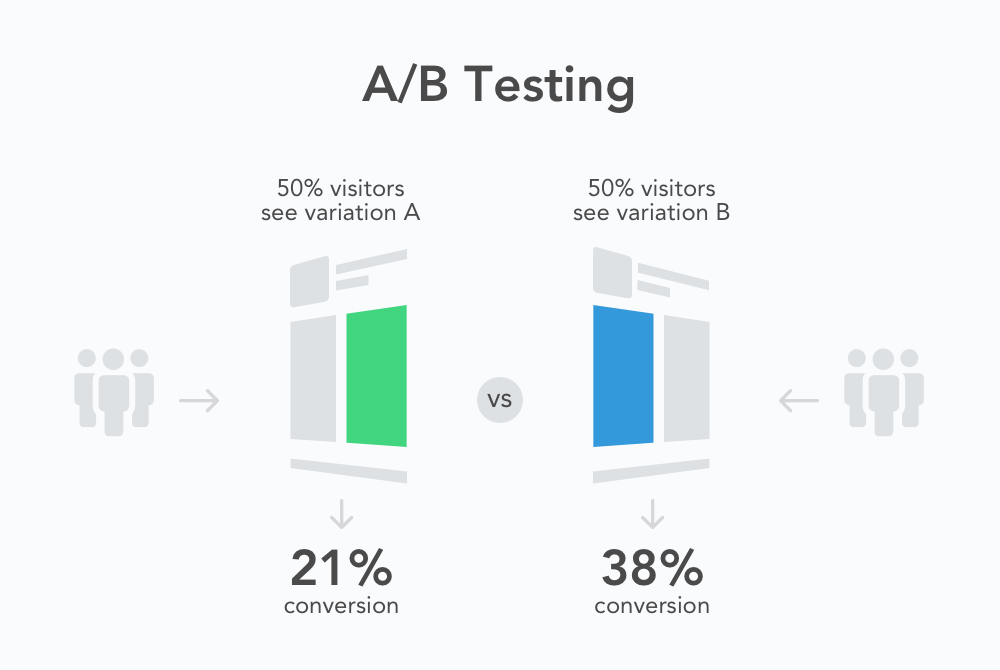 A/B Testing
50% visitors
see variation A
50% visitors
see variation B
vs
21%
conversion
38%
conversion